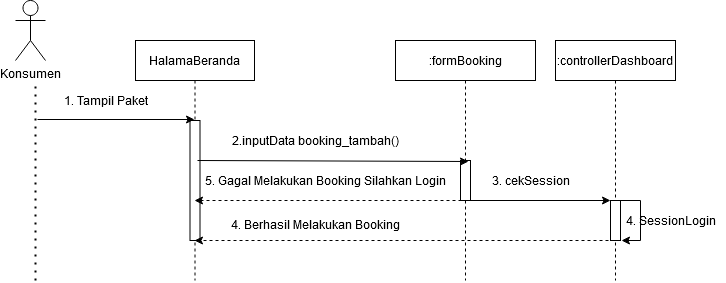 Konsumen
HalamaBeranda
:formBooking
:controllerDashboard
1. Tampil Paket
2.inputData booking_tambah()
5. Gagal Melakukan Booking Silahkan Login
3. cekSession
4. Berhasil Melakukan Booking
4. SessionLogin